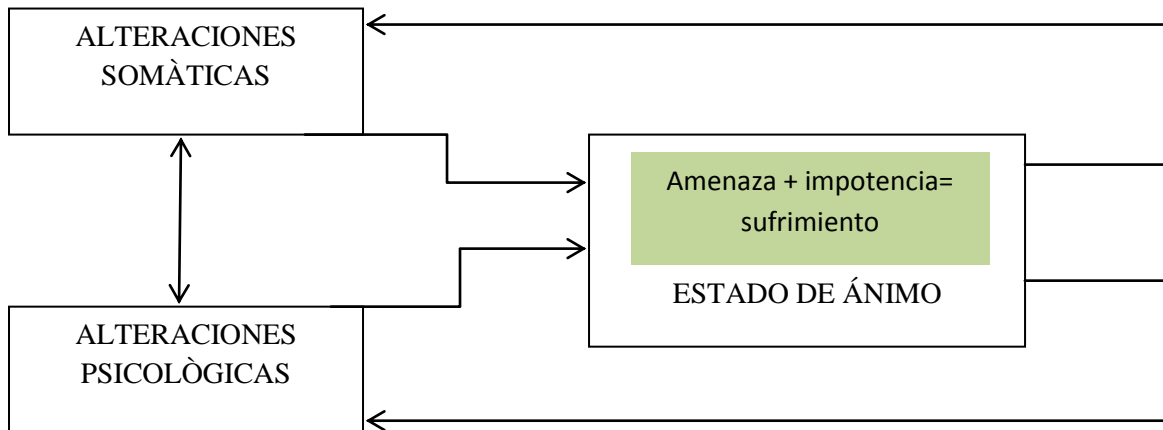 ALTERACIONES
SOMÀTICAS
Amenaza + impotencia=
sufrimiento
ESTADO DE ÁNIMO
ALTERACIONES
PSICOLÒGICAS